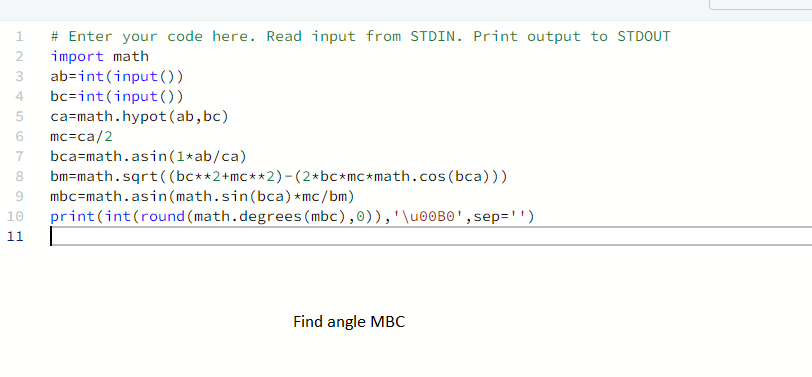 1 # Enter your code here. Read input from STDIN. Print output to STDOUT
2 import math
3 ab=int(input())
4 bc=int(input())
5 ca=math.hypot(ab,bc)
6 mc=ca/2
7 bca=math.asin(1*ab/ca)
8 bm=math.sqrt((bc**2+mc**2)-(2*bc*mc*math.cos(bca)))
9 mbc=math.asin(math.sin(bca)*mc/bm)
10 print(int(round(math.degrees(mbc),0)),'\u00B0',sep='')
11
Find angle MBC